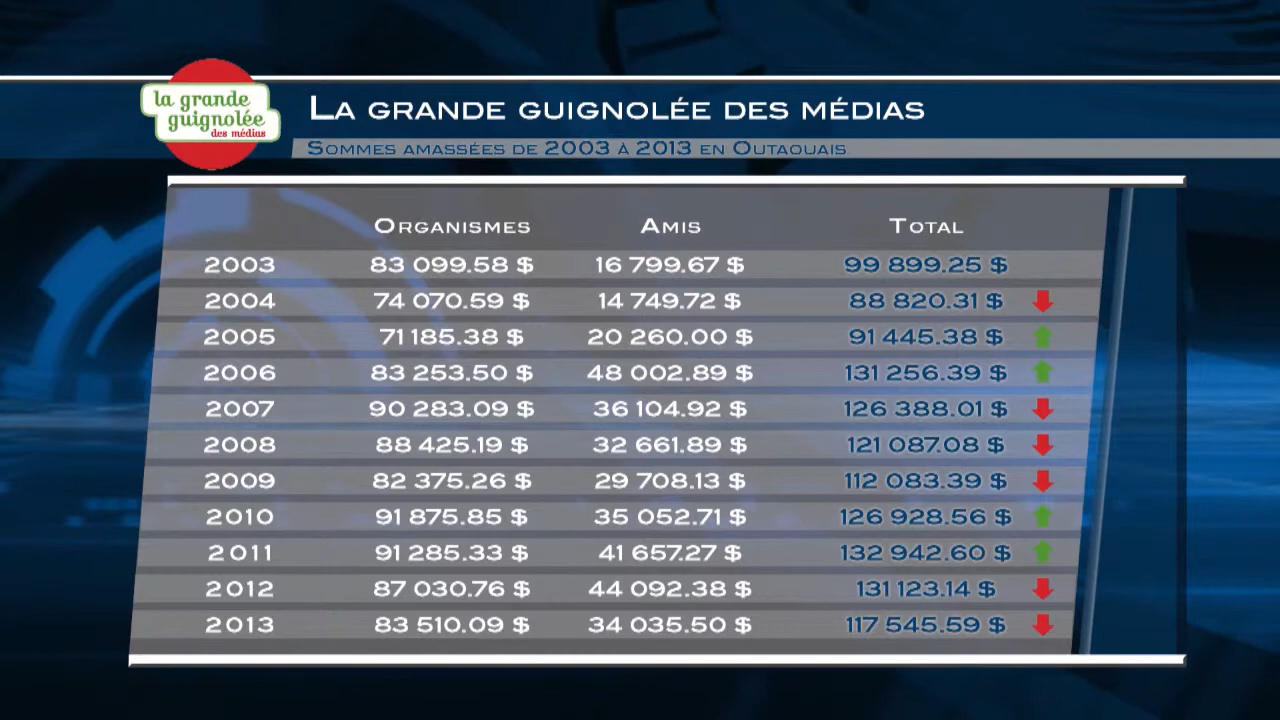 la grande
guignolée
des médias
La grande guignolée des médias
Sommes amassées de 2003 à 2013 en Outaouais
Organismes Amis Total
2003 83 099.58 $ 16 799.67 $ 99 899.25 $
2004 74 070.59 $ 14 749.72 $ 88 820.31 $
2005 71 185.38 $ 20 260.00 $ 91 445.38 $
2006 83 253.50 $ 48 002.89 $ 131 256.39 $
2007 90 283.09 $ 36 104.92 $ 126 388.01 $
2008 88 425.19 $ 32 661.89 $ 121 087.08 $
2009 82 375.26 $ 29 708.13 $ 112 083.39 $
2010 91 875.85 $ 35 052.71 $ 126 928.56 $
2011 91 285.33 $ 41 657.27 $ 132 942.60 $
2012 87 030.76 $ 44 092.38 $ 131 123.14 $
2013 83 510.09 $ 34 035.50 $ 117 545.59 $